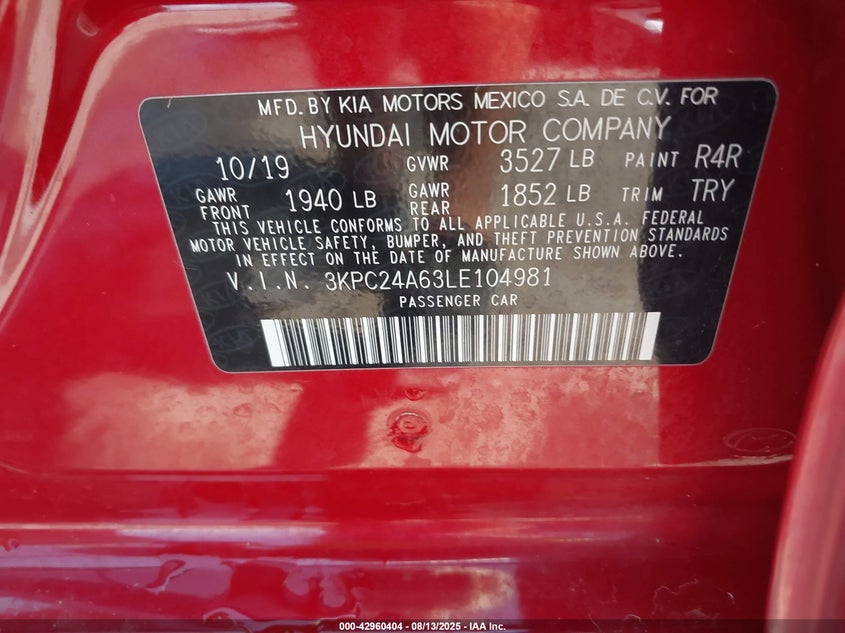 MFD. BY KIA MOTORS MEXICO S.A. DE C.V. FOR
HYUNDAI MOTOR COMPANY
10/19 GVWR 3527 LB PAINT R4R
GAWR FRONT 1940 LB GAWR REAR 1852 LB TRIM TRY
THIS VEHICLE CONFORMS TO ALL APPLICABLE U.S.A. FEDERAL
MOTOR VEHICLE SAFETY, BUMPER, AND THEFT PREVENTION STANDARDS
IN EFFECT ON THE DATE OF MANUFACTURE SHOWN ABOVE.
V.I.N. 3KPC24A63LE104981
PASSENGER CAR
000-42960404 - 08/13/2025 - IAA Inc.